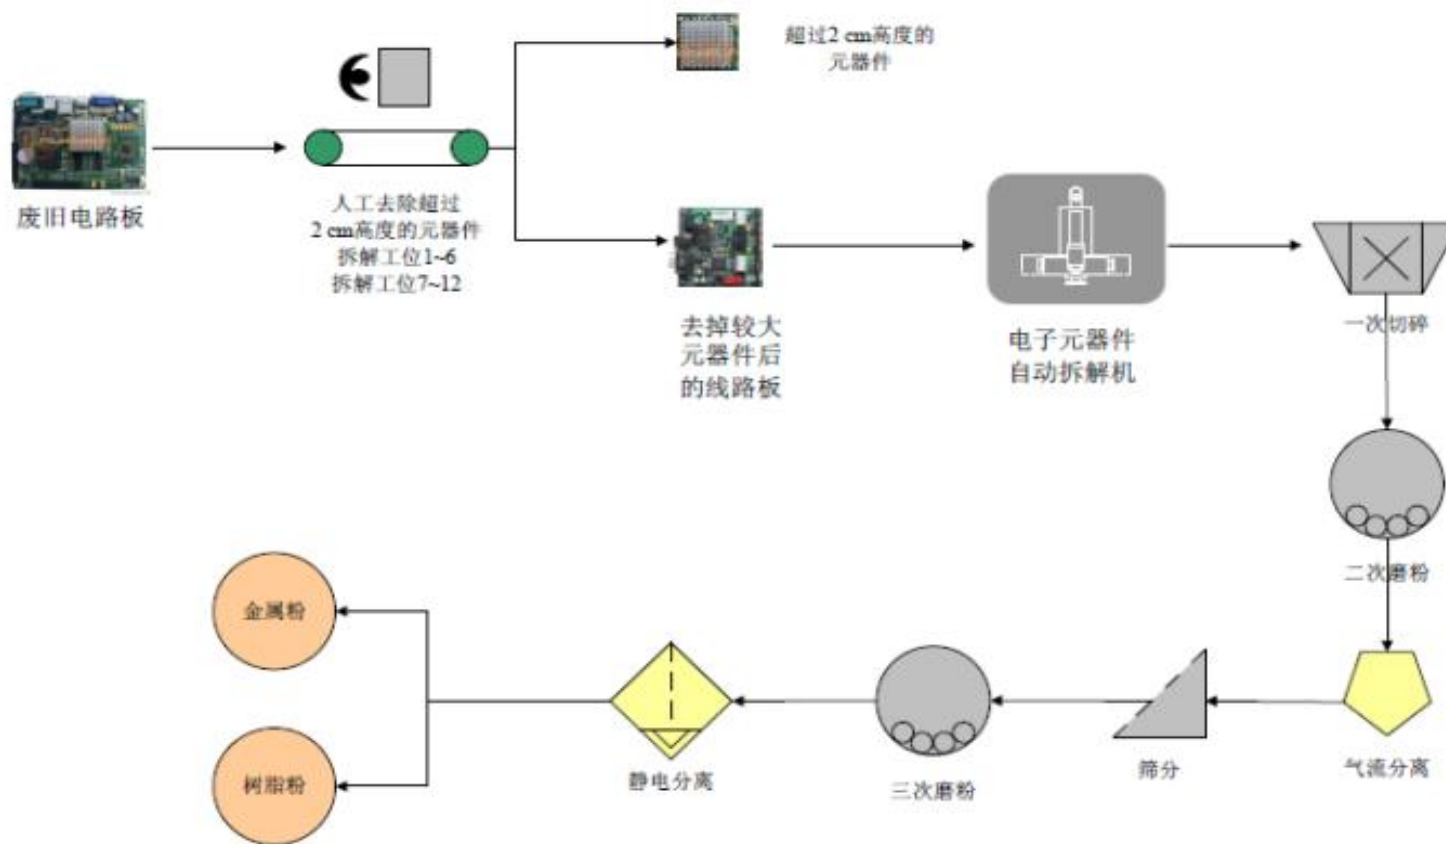 超过2 cm高度的
元器件
废旧电路板
人工去除超过
2 cm高度的元器件
拆解工位1~6
拆解工位7~12
去掉较大
元器件后
的线路板
电子元器件
自动拆解机
一次切碎
二次磨粉
气流分离
筛分
三次磨粉
静电分离
金属粉
树脂粉